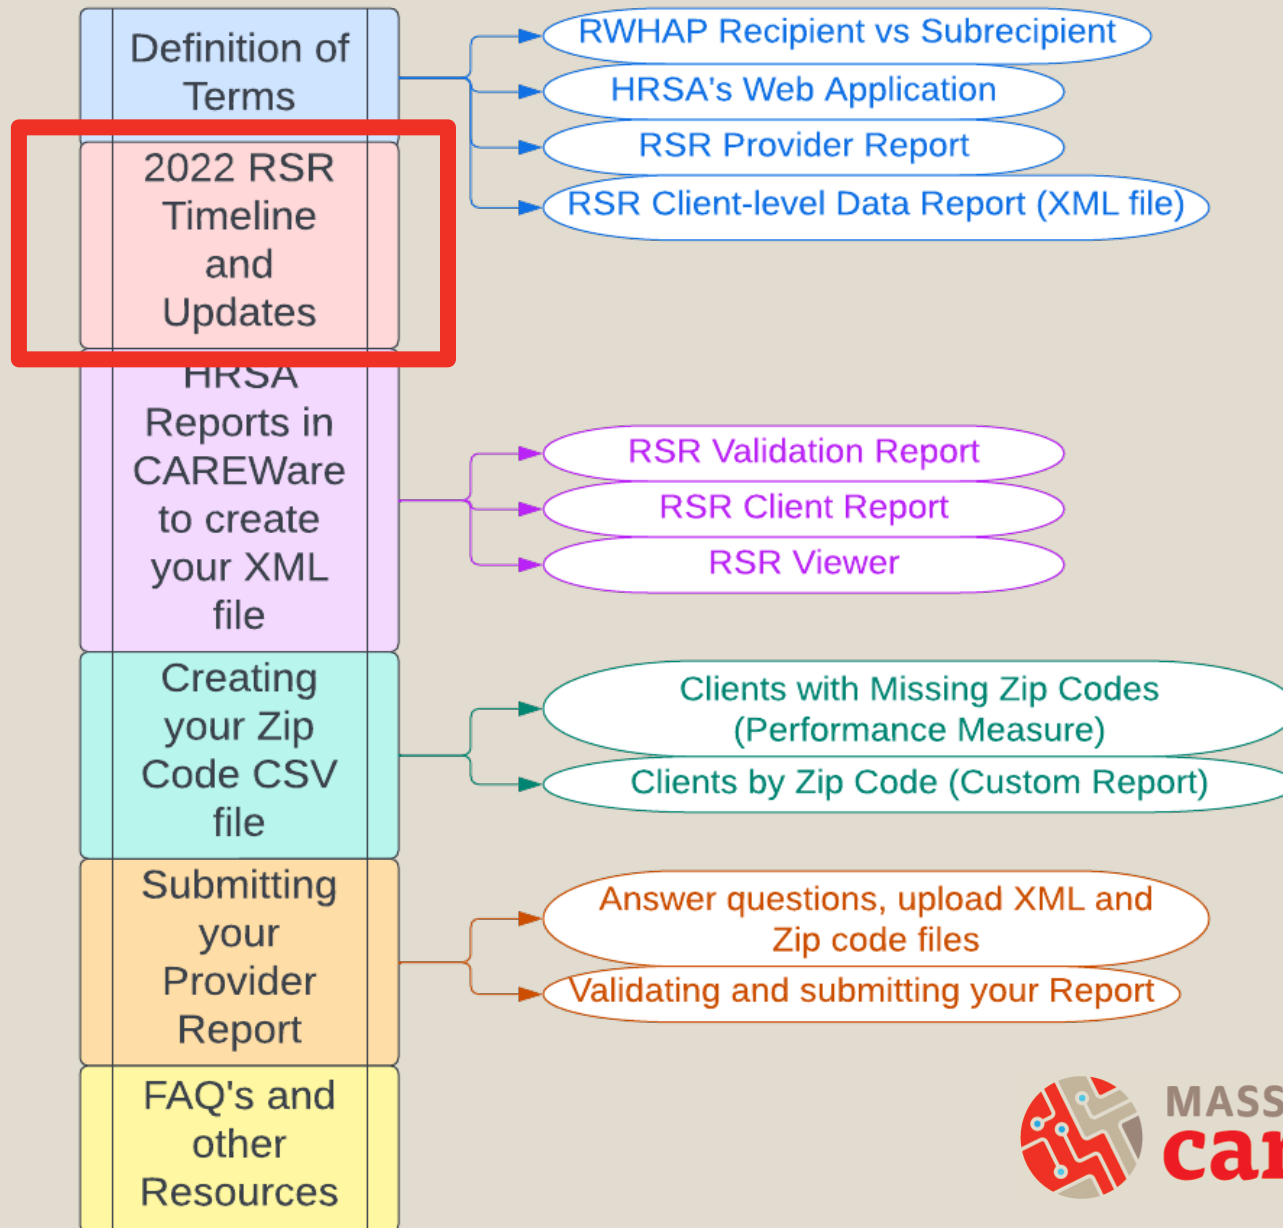 Definition of
Terms
RWHAP Recipient vs Subrecipient
HRSA's Web Application
RSR Provider Report
RSR Client-level Data Report (XML file)
2022 RSR
Timeline
and
Updates
HRSA
Reports in
CAREWare
to create
your XML
file
RSR Validation Report
RSR Client Report
RSR Viewer
Creating
your Zip
Code CSV
file
Clients with Missing Zip Codes
(Performance Measure)
Clients by Zip Code (Custom Report)
Submitting
your
Provider
Report
Answer questions, upload XML and
Zip code files
Validating and submitting your Report
FAQ's and
other
Resources
MASS
car